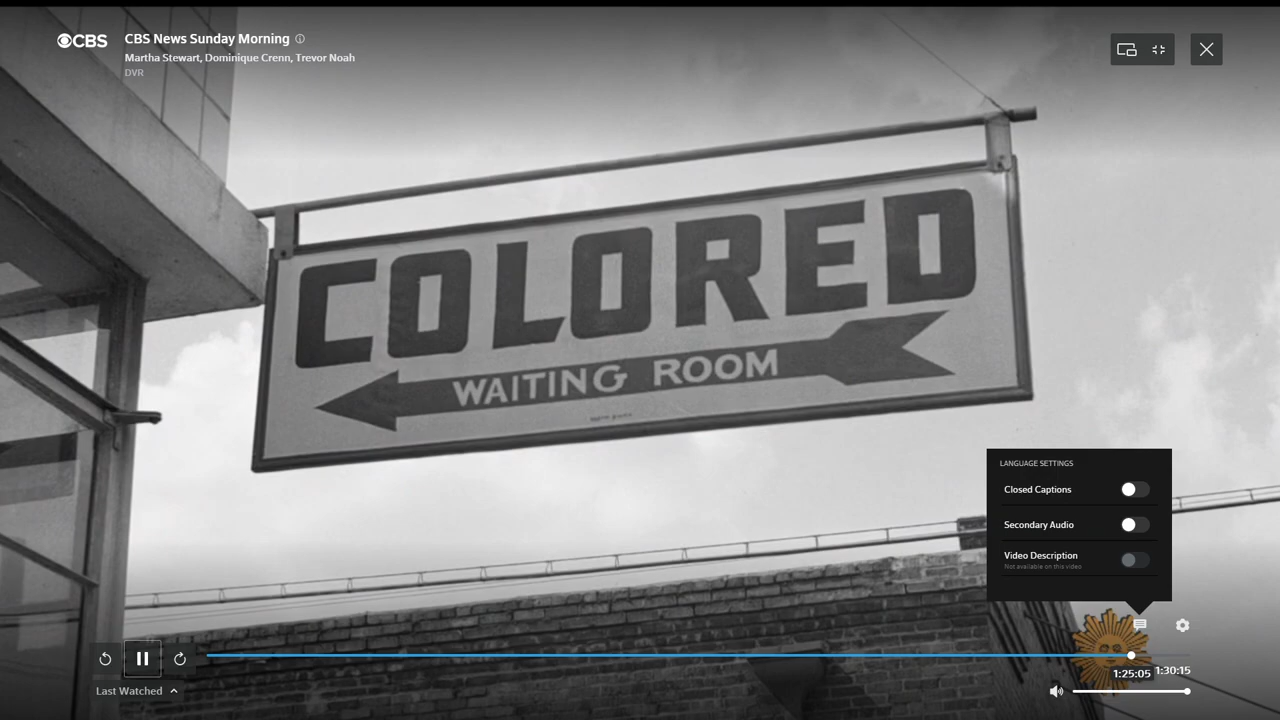 CBS
CBS News Sunday Morning
Martha Stewart, Dominique Crenn, Trevor Noah
DVR
COLORED
WAITING ROOM
LANGUAGE SETTINGS
Closed Captions
Secondary Audio
Video Description
Not available on this video
1:25:05
1:30:15
Last Watched